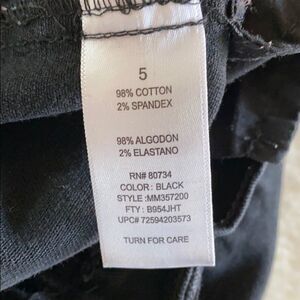 5
98% COTTON
2% SPANDEX
98% ALGODON
2% ELASTANO
RN# 80734
COLOR: BLACK
STYLE: MM357200
FTY: B954JHT
UPC# 72594203573
TURN FOR CARE